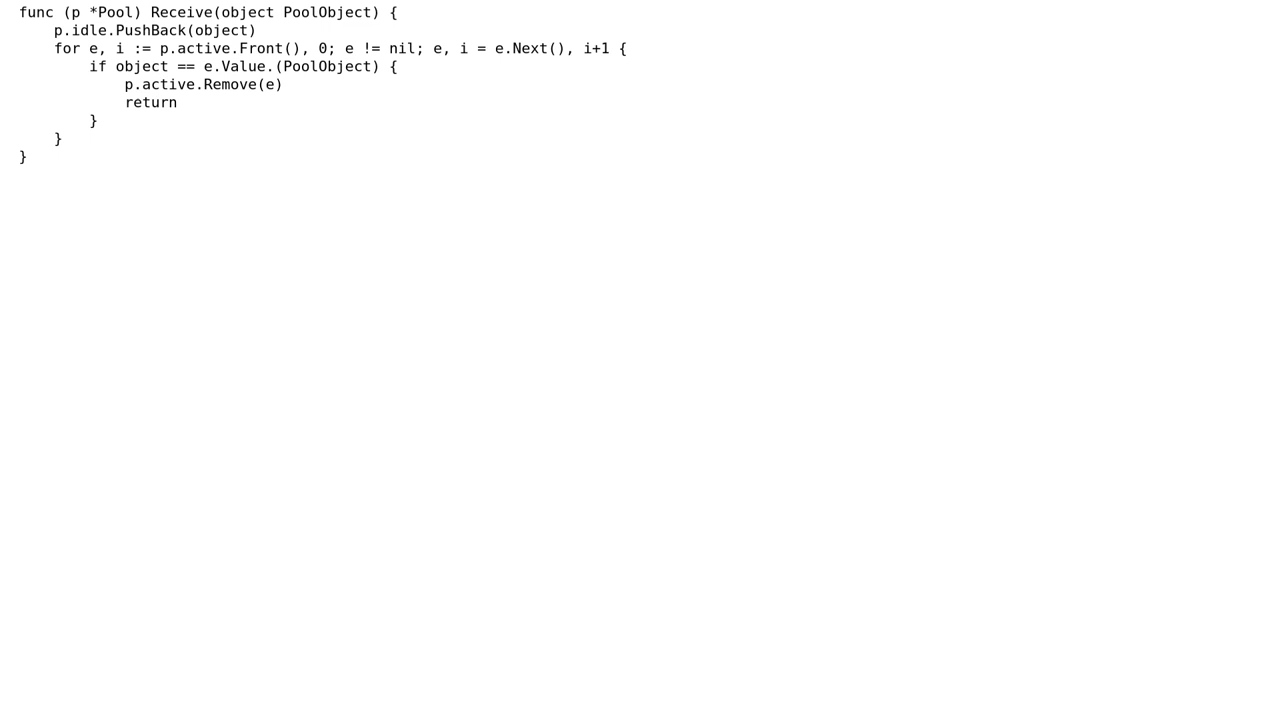 func (p *Pool) Receive(object PoolObject) {
    p.idle.PushBack(object)
    for e, i := p.active.Front(), 0; e != nil; e, i = e.Next(), i+1 {
        if object == e.Value.(PoolObject) {
            p.active.Remove(e)
            return
        }
    }
}